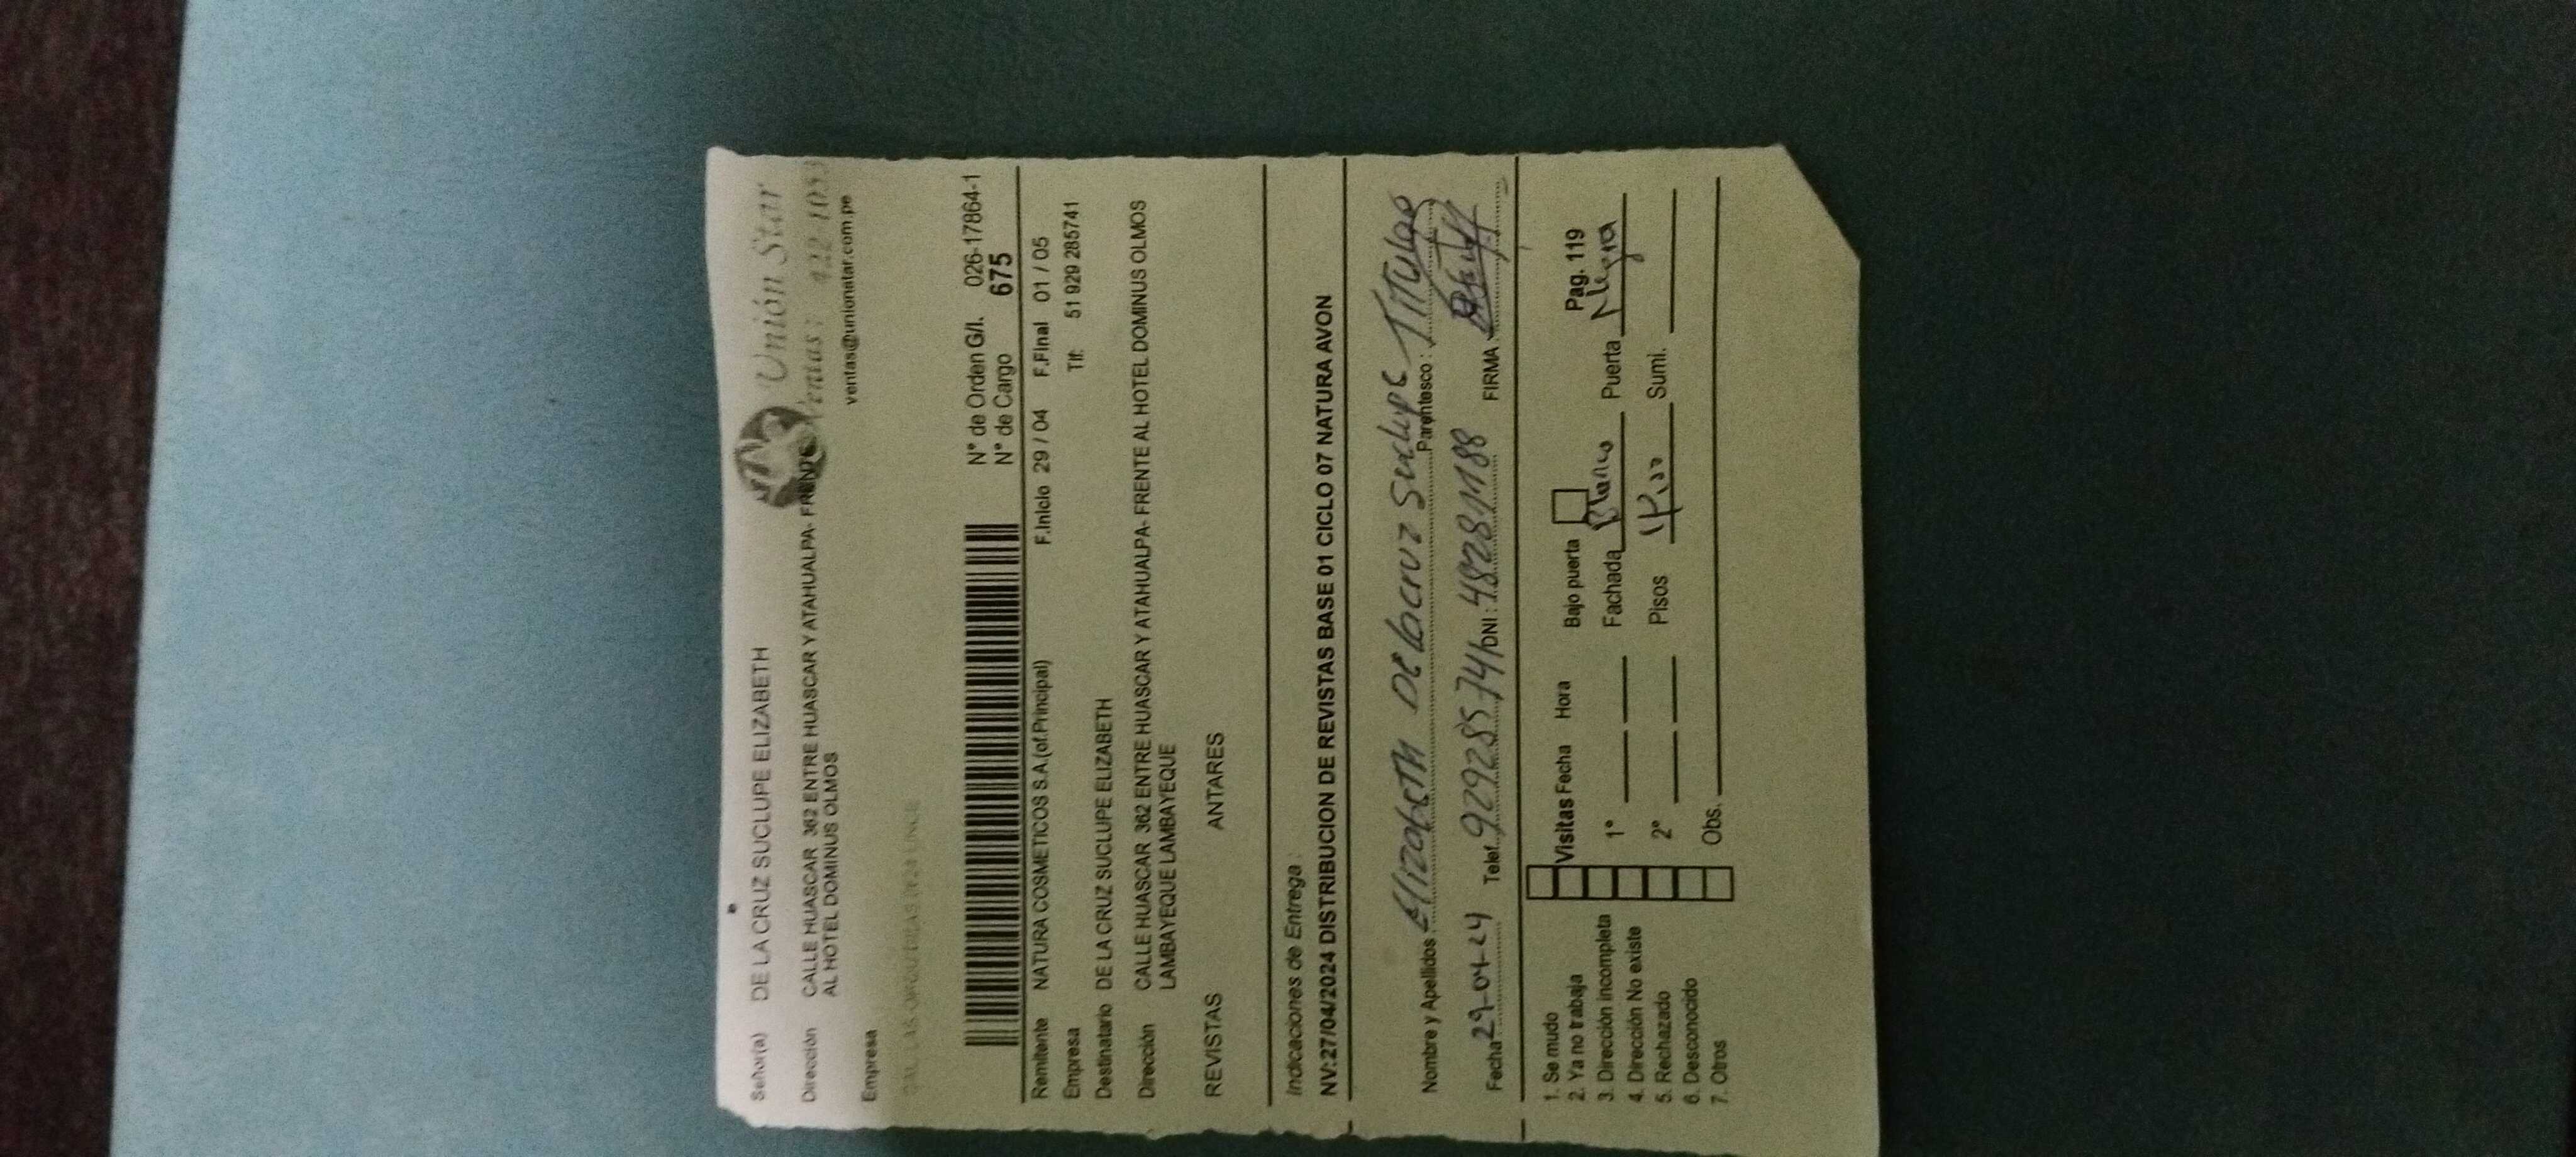 Unión Star
Ventas: 422-105
ventas@unionstar.com.pe
Señor(a) DE LA CRUZ SUCLUPE ELIZABETH
Dirección CALLE HUASCAR 362 ENTRE HUASCAR Y ATAHUALPA- FRENTE
AL HOTEL DOMINUS OLMOS
Empresa
N° de Orden G/I. 026-17864-1
N° de Cargo 675
Remitente NATURA COSMETICOS S.A.(of.Principal) F.Inicio 29 / 04 F.Final 01 / 05
Empresa Tlf: 51 929 285741
Destinatario DE LA CRUZ SUCLUPE ELIZABETH
Dirección CALLE HUASCAR 362 ENTRE HUASCAR Y ATAHUALPA- FRENTE AL HOTEL DOMINUS OLMOS
LAMBAYEQUE LAMBAYEQUE
REVISTAS ANTARES
Indicaciones de Entrega :
NV:27/04/2024 DISTRIBUCION DE REVISTAS BASE 01 CICLO 07 NATURA AVON
Nombre y Apellidos: Elizabeth De la cruz Suclupe Parentesco: Titular
Fecha 29-04-24 Telef. 929285741 DNI: 48281188 FIRMA
1. Se mudo
2. Ya no trabaja
3. Dirección incompleta
4. Dirección No existe
5. Rechazado
6. Desconocido
7. Otros
Visitas Fecha Hora Bajo puerta Pag. 119
1° Fachada Blanco Puerta Negra
2° Pisos 1 Piso Sumi.
Obs.